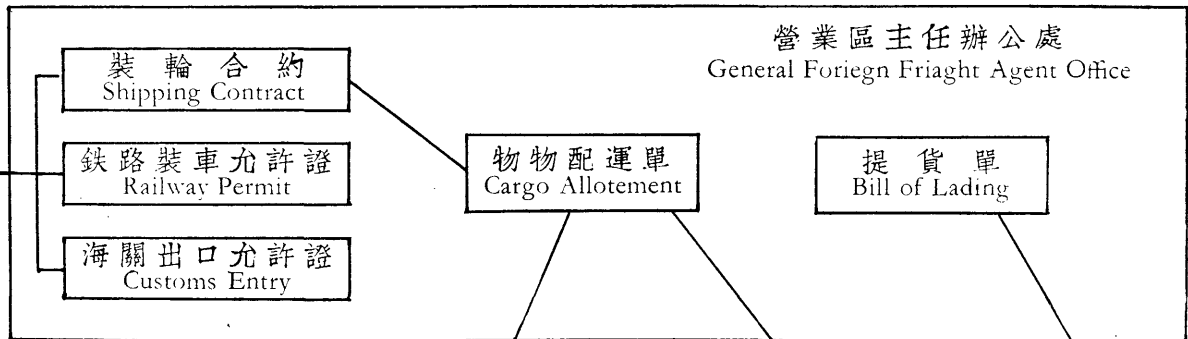 營業區主任辦公處
General Foriegn Friaght Agent Office
裝輪合約
Shipping Contract
鉄路裝車允許證
Railway Permit
海關出口允許證
Customs Entry
物物配運單
Cargo Allotement
提貨單
Bill of Lading